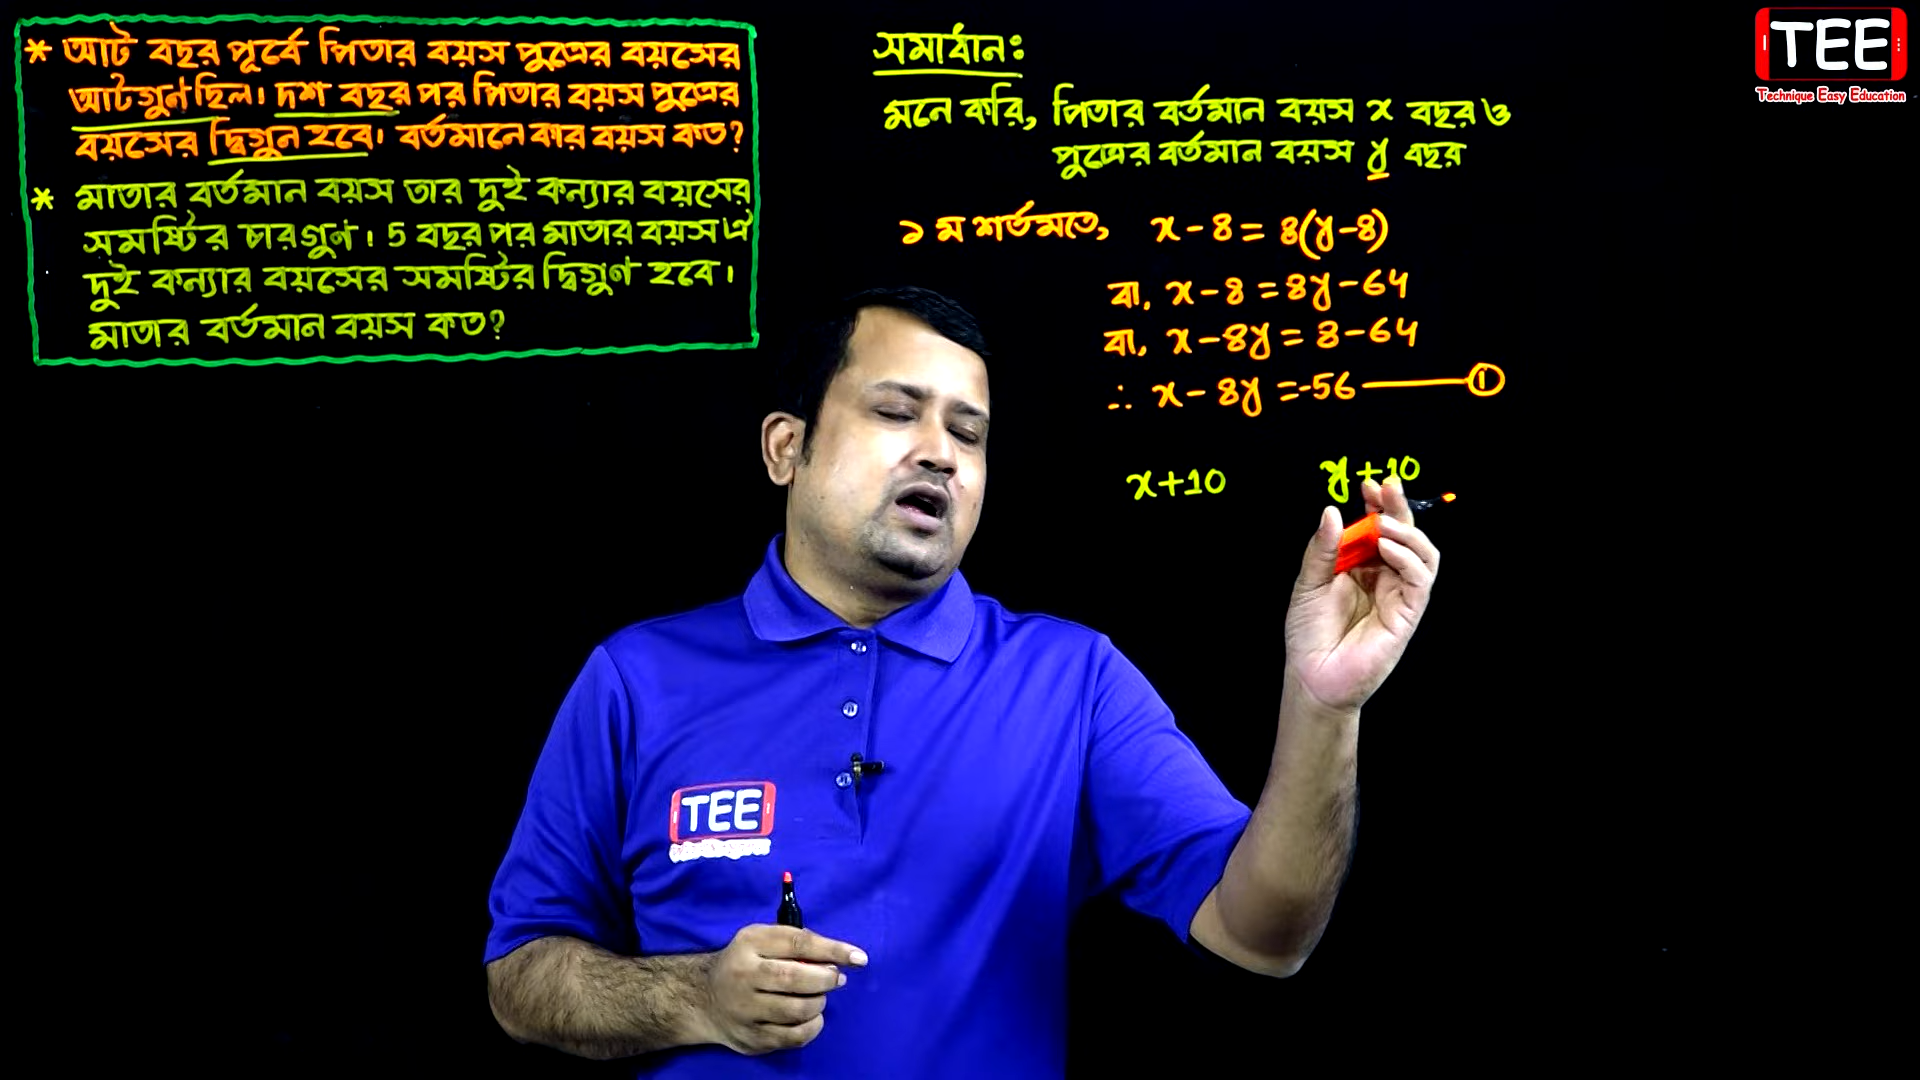 * আট বছর পূর্বে পিতার বয়স পুত্রের বয়সের
আটগুণ ছিল। দশ বছর পর পিতার বয়স পুত্রের
বয়সের দ্বিগুন হবে। বর্তমানে কার বয়স কত?
* মাতার বর্তমান বয়স তার দুই কন্যার বয়সের
সমষ্টির চারগুণ। 5 বছর পর মাতার বয়স ঐ
দুই কন্যার বয়সের সমষ্টির দ্বিগুণ হবে।
মাতার বর্তমান বয়স কত?
সমাধানঃ
মনে করি, পিতার বর্তমান বয়স x বছর ও
পুত্রের বর্তমান বয়স y বছর
১ম শর্তমতে, x - 8 = 8(y-8)
বা, x - 8 = 8y - 64
বা, x - 8y = 8 - 64
∴ x - 8y = -56 ——— ①
x+10 y+10
TEE
Technique Easy Education
TEE